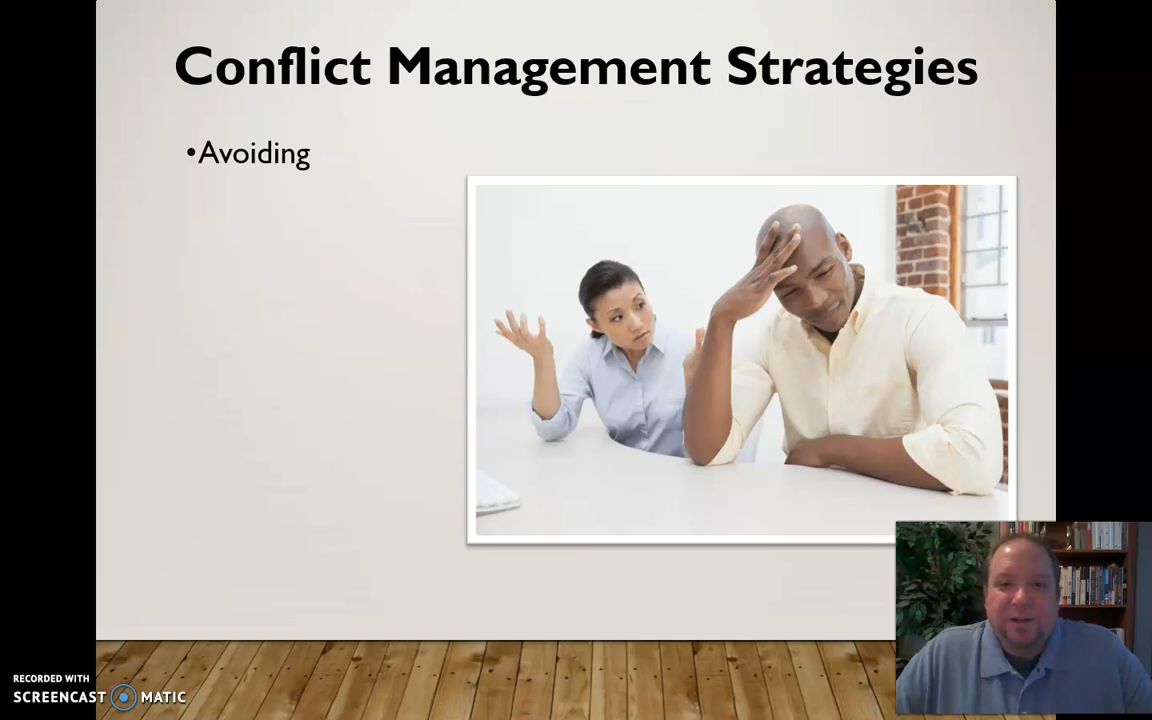 Conflict Management Strategies
•Avoiding
RECORDED WITH
SCREENCAST MATIC